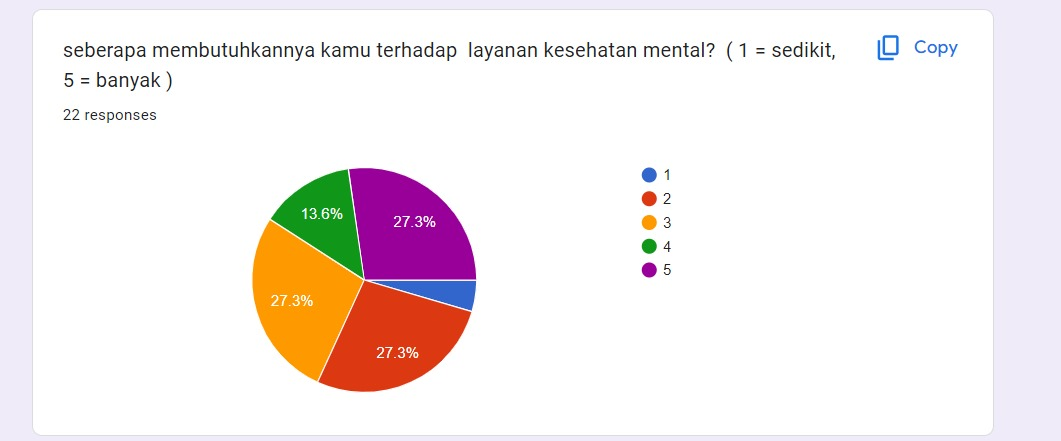 seberapa membutuhkannya kamu terhadap  layanan kesehatan mental?  ( 1 = sedikit,
5 = banyak )
Copy
22 responses
13.6%
27.3%
27.3%
27.3%
1
2
3
4
5